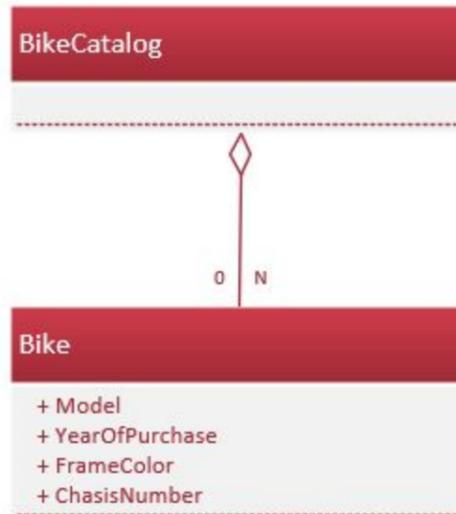 BikeCatalog
0 N
Bike
+ Model
+ YearOfPurchase
+ FrameColor
+ ChasisNumber